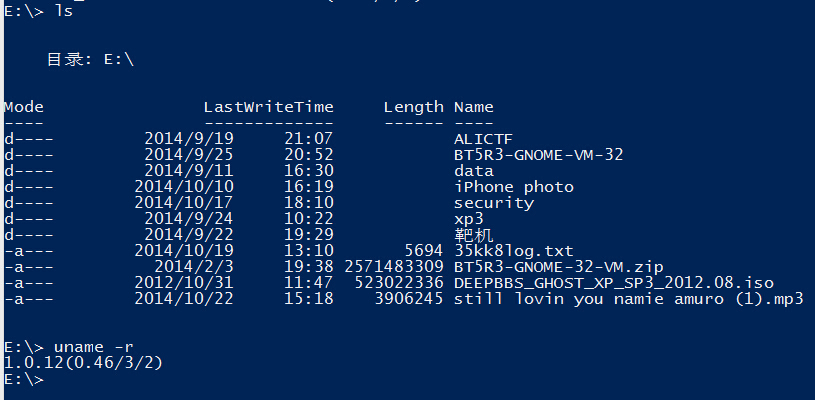 E:\> ls
目录: E:\
Mode LastWriteTime Length Name
---- ------------- ------ ----
d---- 2014/9/19 21:07 ALICTF
d---- 2014/9/25 20:52 BT5R3-GNOME-VM-32
d---- 2014/9/11 16:30 data
d---- 2014/10/10 16:19 iPhone photo
d---- 2014/10/17 18:10 security
d---- 2014/9/24 10:22 xp3
d---- 2014/9/22 19:29 靶机
-a--- 2014/10/19 13:10 5694 35kk8log.txt
-a--- 2014/2/3 19:38 2571483309 BT5R3-GNOME-32-VM.zip
-a--- 2012/10/31 11:47 523022336 DEEPBBS_GHOST_XP_SP3_2012.08.iso
-a--- 2014/10/22 15:18 3906245 still lovin you namie amuro (1).mp3
E:\> uname -r
1.0.12(0.46/3/2)
E:\>